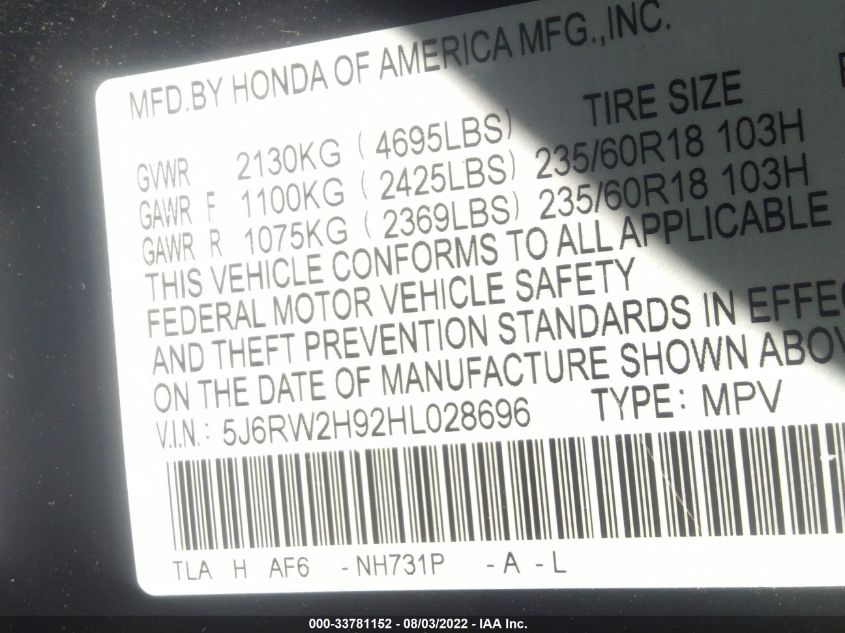 MFD.BY HONDA OF AMERICA MFG.,INC.
TIRE SIZE
GVWR 2130KG (4695LBS)
GAWR F 1100KG (2425LBS) 235/60R18 103H
GAWR R 1075KG (2369LBS) 235/60R18 103H
THIS VEHICLE CONFORMS TO ALL APPLICABLE
FEDERAL MOTOR VEHICLE SAFETY
AND THEFT PREVENTION STANDARDS IN EFFEC
ON THE DATE OF MANUFACTURE SHOWN ABOV
V.I.N.: 5J6RW2H92HL028696 TYPE: MPV
TLA H AF6 -NH731P -A -L
000-33781152 - 08/03/2022 - IAA Inc.